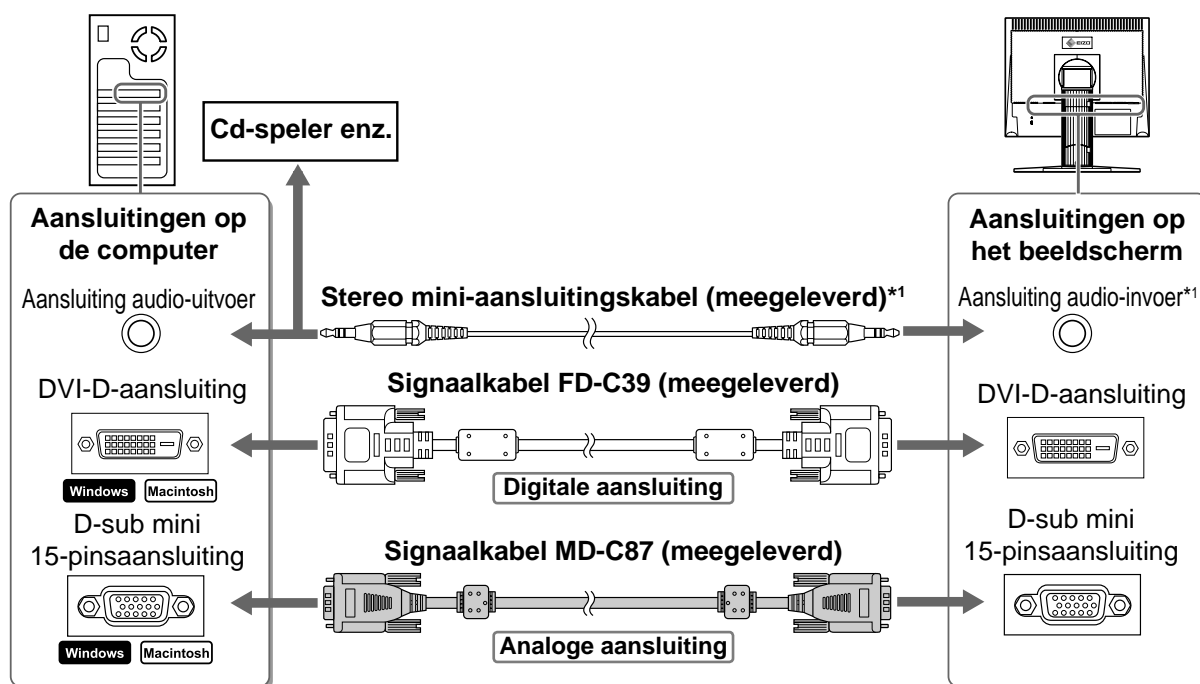 EIZO
Cd-speler enz.
Aansluitingen op
de computer
Aansluitingen op
het beeldscherm
Aansluiting audio-uitvoer
Stereo mini-aansluitingskabel (meegeleverd)*1
Aansluiting audio-invoer*1
DVI-D-aansluiting
Signaalkabel FD-C39 (meegeleverd)
DVI-D-aansluiting
Windows Macintosh
Digitale aansluiting
D-sub mini
15-pinsaansluiting
Signaalkabel MD-C87 (meegeleverd)
D-sub mini
15-pinsaansluiting
Windows Macintosh
Analoge aansluiting